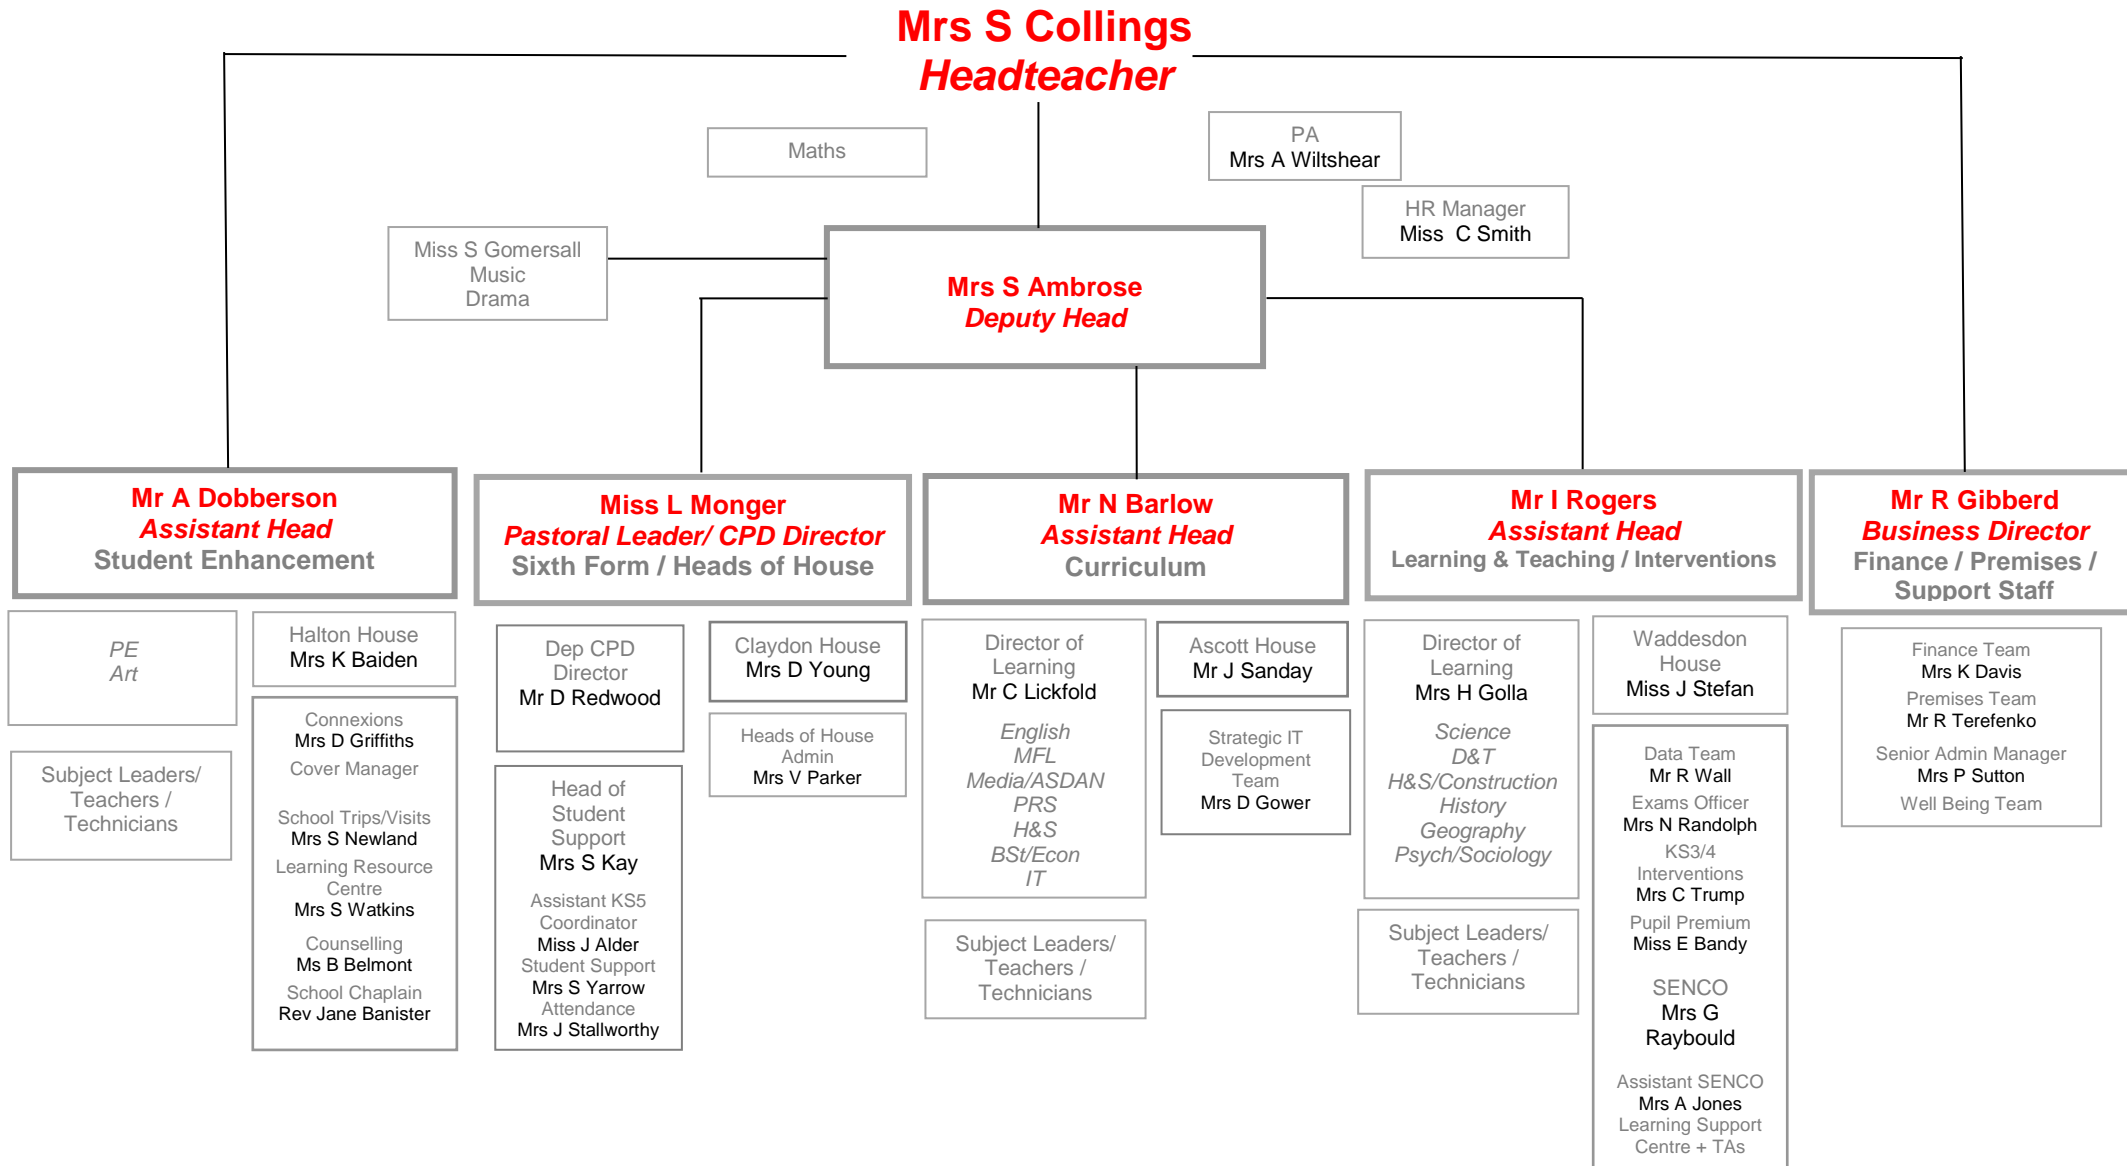 Mrs S Collings
Headteacher
Maths
PA
Mrs A Wiltshear
HR Manager
Miss C Smith
Miss S Gomersall
Music
Drama
Mrs S Ambrose
Deputy Head
Mr A Dobberson
Assistant Head
Student Enhancement
PE
Art
Subject Leaders/
Teachers /
Technicians
Halton House
Mrs K Baiden
Connexions
Mrs D Griffiths
Cover Manager
School Trips/Visits
Mrs S Newland
Learning Resource
Centre
Mrs S Watkins
Counselling
Ms B Belmont
School Chaplain
Rev Jane Banister
Miss L Monger
Pastoral Leader/ CPD Director
Sixth Form / Heads of House
Dep CPD
Director
Mr D Redwood
Head of
Student
Support
Mrs S Kay
Assistant KS5
Coordinator
Miss J Alder
Student Support
Mrs S Yarrow
Attendance
Mrs J Stallworthy
Claydon House
Mrs D Young
Heads of House
Admin
Mrs V Parker
Mr N Barlow
Assistant Head
Curriculum
Director of
Learning
Mr C Lickfold
English
MFL
Media/ASDAN
PRS
H&S
BSt/Econ
IT
Subject Leaders/
Teachers /
Technicians
Ascott House
Mr J Sanday
Strategic IT
Development
Team
Mrs D Gower
Mr I Rogers
Assistant Head
Learning & Teaching / Interventions
Director of
Learning
Mrs H Golla
Science
D&T
H&S/Construction
History
Geography
Psych/Sociology
Subject Leaders/
Teachers /
Technicians
Waddesdon
House
Miss J Stefan
Data Team
Mr R Wall
Exams Officer
Mrs N Randolph
KS3/4
Interventions
Mrs C Trump
Pupil Premium
Miss E Bandy
SENCO
Mrs G
Raybould
Assistant SENCO
Mrs A Jones
Learning Support
Centre + TAs
Mr R Gibberd
Business Director
Finance / Premises /
Support Staff
Finance Team
Mrs K Davis
Premises Team
Mr R Terefenko
Senior Admin Manager
Mrs P Sutton
Well Being Team